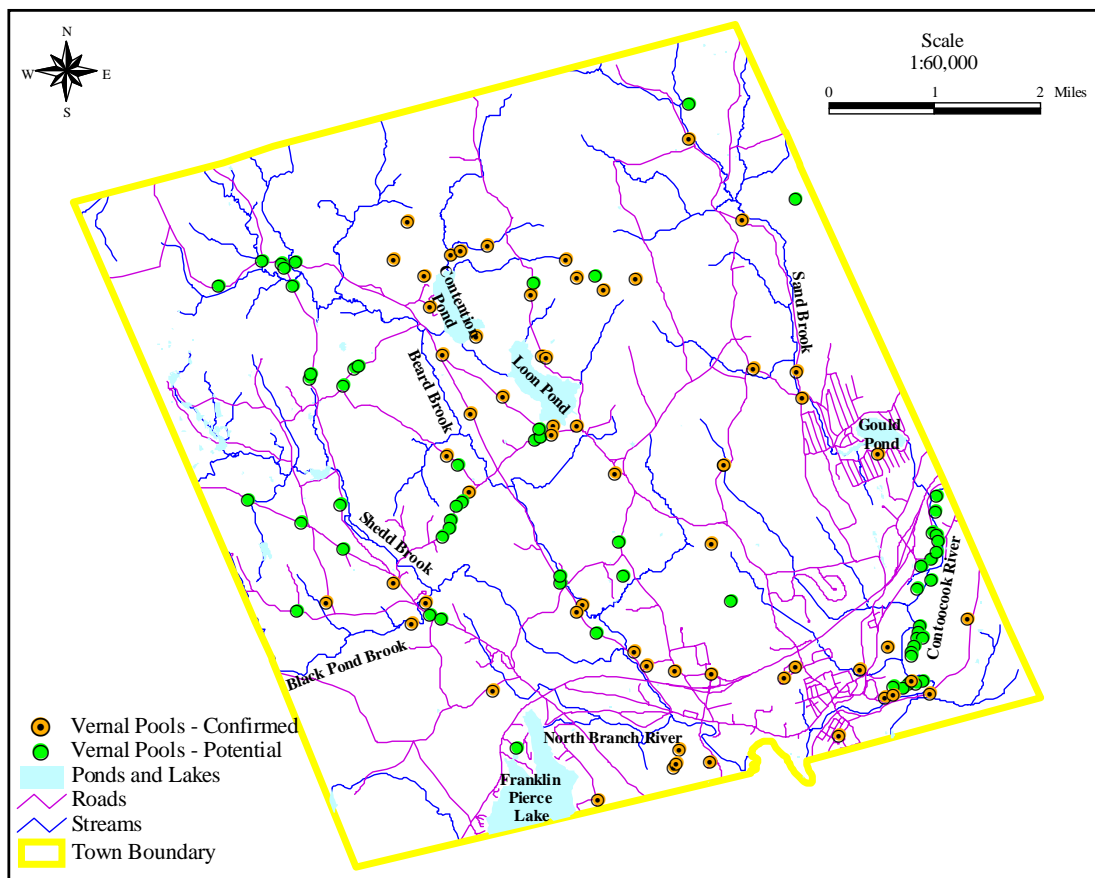 N
W E
S
Scale
1:60,000
0 1 2 Miles
Contention
Pond
Sand Brook
Beard Brook
Loon Pond
Gould
Pond
Shedd Brook
Contoocook River
Black Pond Brook
North Branch River
Franklin
Pierce
Lake
Vernal Pools - Confirmed
Vernal Pools - Potential
Ponds and Lakes
Roads
Streams
Town Boundary